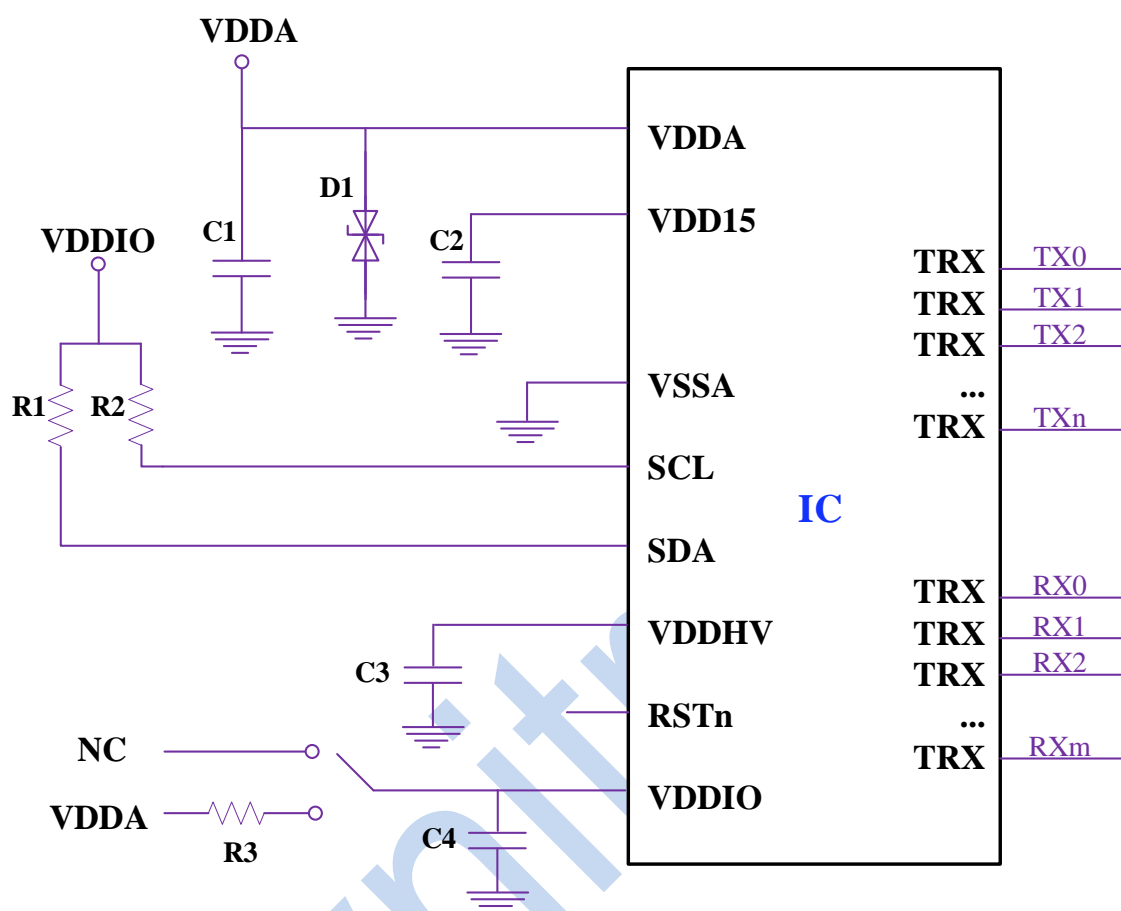 VDDA
VDDA
D1
VDD15
C1
C2
VDDIO
TRX TX0
TRX TX1
TRX TX2
VSSA
...
R1
R2
TRX TXn
SCL
IC
SDA
TRX RX0
VDDHV
TRX RX1
C3
TRX RX2
RSTn
...
NC
TRX RXm
VDDIO
VDDA
R3
C4